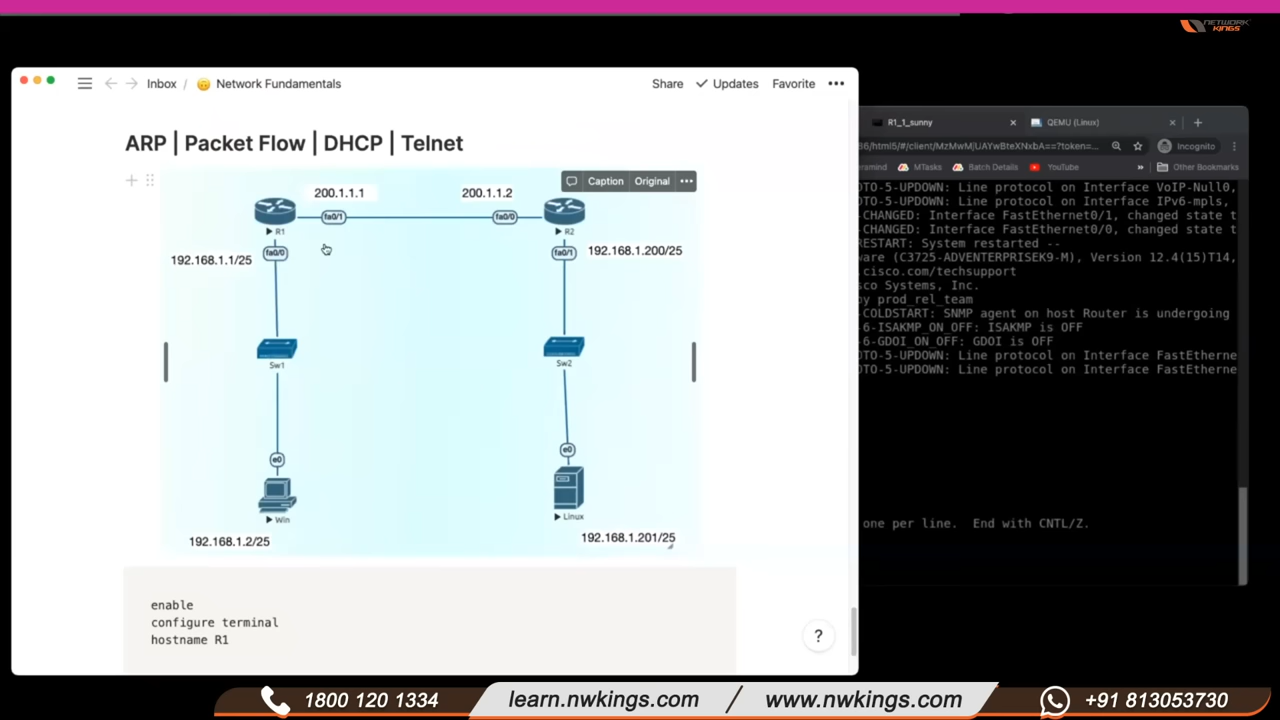 NETWORK
KINGS
Inbox / Network Fundamentals
Share Updates Favorite
ARP | Packet Flow | DHCP | Telnet
Caption Original
200.1.1.1
200.1.1.2
fa0/1
fa0/0
R1
R2
192.168.1.1/25
fa0/0
fa0/1
192.168.1.200/25
Sw1
Sw2
e0
e0
Win
Linux
192.168.1.2/25
192.168.1.201/25
enable
configure terminal
hostname R1
?
R1_1_sunny
QEMU (Linux)
86/html5/#/client/MzMwMjUAYwBteXNxbA==?token=...
Incognito
eramind MTasks Batch Details YouTube » Other Bookmarks
OTO-5-UPDOWN: Line protocol on Interface VoIP-Null0,
OTO-5-UPDOWN: Line protocol on Interface IPv6-mpls,
-CHANGED: Interface FastEthernet0/1, changed state t
-CHANGED: Interface FastEthernet0/0, changed state t
RESTART: System restarted --
ware (C3725-ADVENTERPRISEK9-M), Version 12.4(15)T14,
.cisco.com/techsupport
sco Systems, Inc.
by prod_rel_team
COLDSTART: SNMP agent on host Router is undergoing
-6-ISAKMP_ON_OFF: ISAKMP is OFF
-6-GDOI_ON_OFF: GDOI is OFF
OTO-5-UPDOWN: Line protocol on Interface FastEtherne
OTO-5-UPDOWN: Line protocol on Interface FastEtherne
one per line. End with CNTL/Z.
1800 120 1334
learn.nwkings.com / www.nwkings.com
+91 813053730